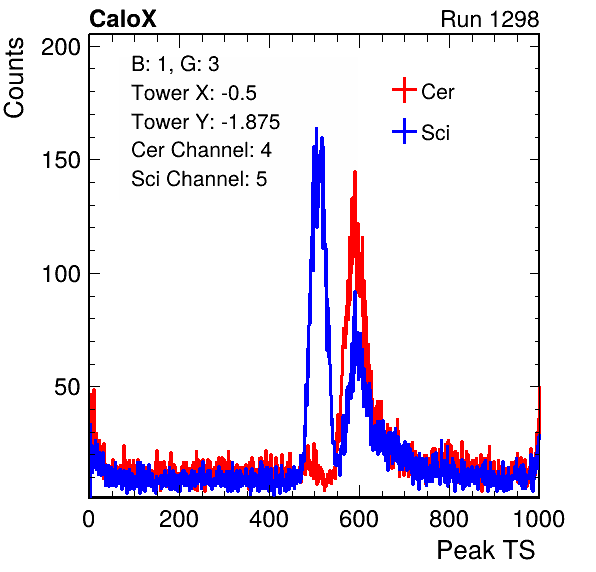 CaloX Run 1298
Counts
200
150
100
50
B: 1, G: 3
Tower X: -0.5
Tower Y: -1.875
Cer Channel: 4
Sci Channel: 5
Cer
Sci
0 200 400 600 800 1000
Peak TS